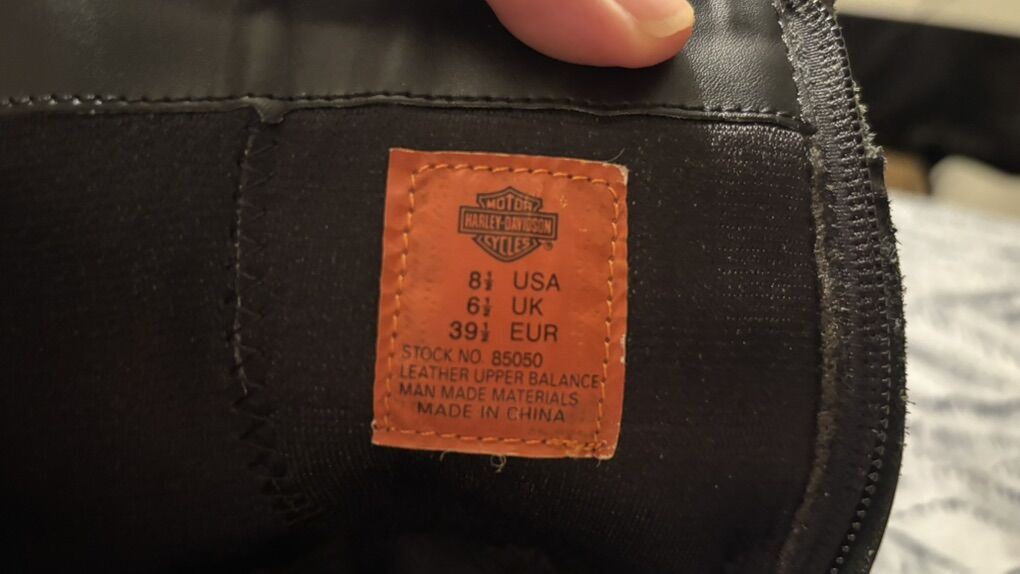 MOTOR
HARLEY-DAVIDSON
CYCLES®
8½ USA
6½ UK
39½ EUR
STOCK NO. 85050
LEATHER UPPER BALANCE
MAN MADE MATERIALS
MADE IN CHINA